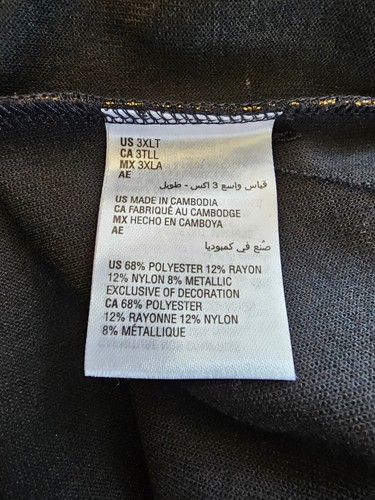 US 3XLT
CA 3TLL
MX 3XLA
AE
قياس واسع 3 اكس - طويل
US MADE IN CAMBODIA
CA FABRIQUÉ AU CAMBODGE
MX HECHO EN CAMBOYA
AE
صُنع في كمبوديا
US 68% POLYESTER 12% RAYON
12% NYLON 8% METALLIC
EXCLUSIVE OF DECORATION
CA 68% POLYESTER
12% RAYONNE 12% NYLON
8% MÉTALLIQUE